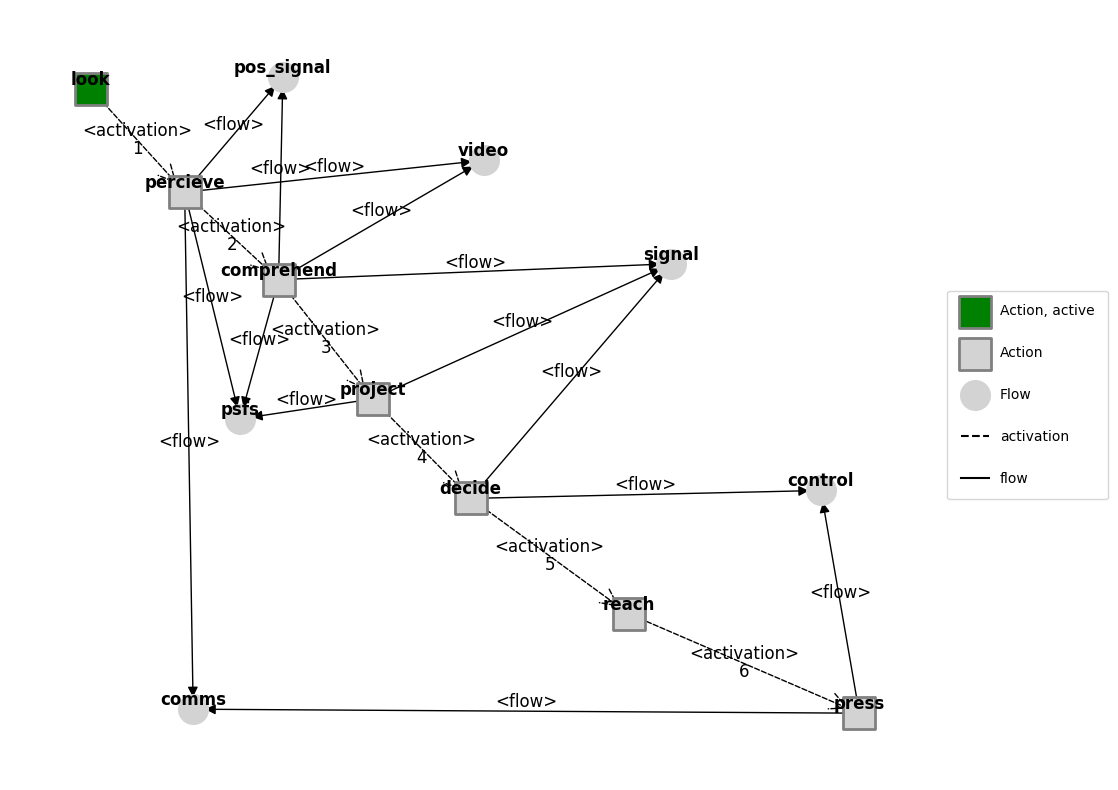 look
pos_signal
<activation>
1
<flow>
video
<flow>
<flow>
percieve
<flow>
<activation>
2
signal
<flow>
comprehend
<flow>
<flow>
<activation>
3
<flow>
<flow>
project
<flow>
<flow>
psfs
<activation>
4
<flow>
control
<flow>
decide
<activation>
5
<flow>
reach
<activation>
6
comms
<flow>
press
Action, active
Action
Flow
activation
flow